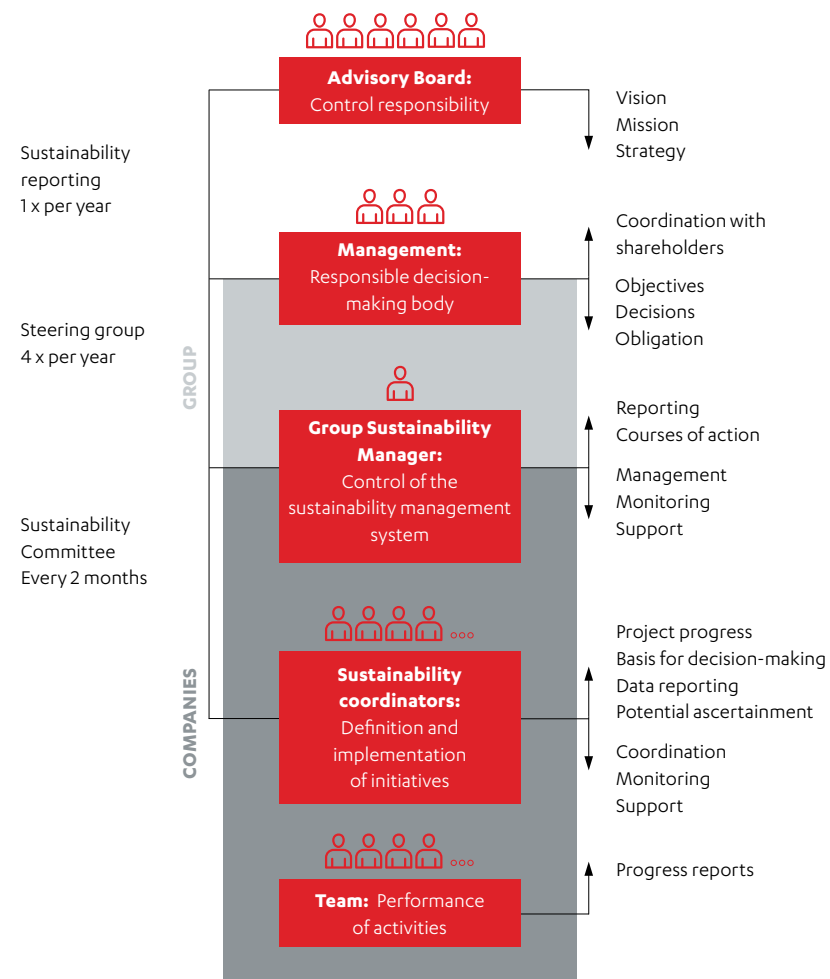 Advisory Board:
Control responsibility
Vision
Mission
Strategy
Sustainability
reporting
1 x per year
Management:
Responsible decision-
making body
Coordination with
shareholders
Objectives
Decisions
Obligation
Steering group
4 x per year
GROUP
Group Sustainability
Manager:
Control of the
sustainability management
system
Reporting
Courses of action
Management
Monitoring
Support
Sustainability
Committee
Every 2 months
COMPANIES
Sustainability
coordinators:
Definition and
implementation
of initiatives
Project progress
Basis for decision-making
Data reporting
Potential ascertainment
Coordination
Monitoring
Support
Team: Performance
of activities
Progress reports